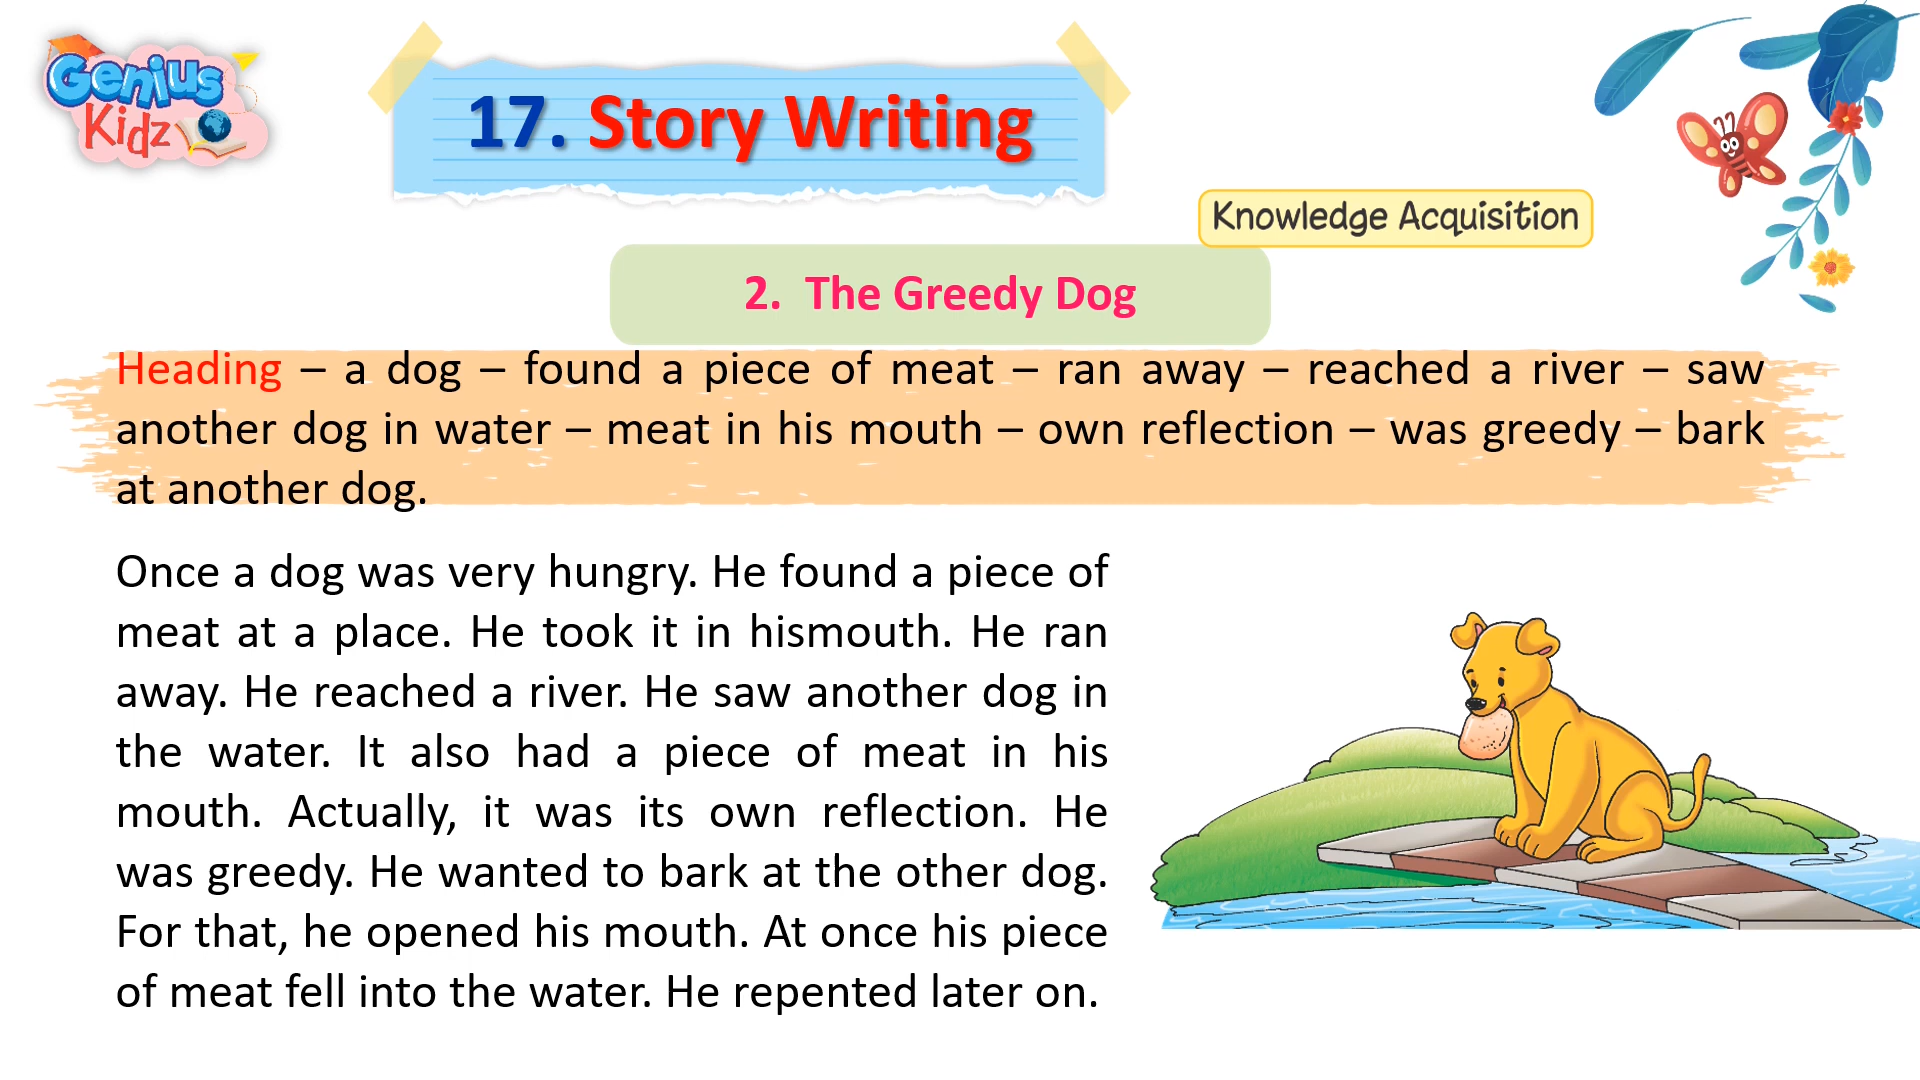 Genius
Kidz
17. Story Writing
Knowledge Acquisition
2. The Greedy Dog
Heading – a dog – found a piece of meat – ran away – reached a river – saw
another dog in water – meat in his mouth – own reflection – was greedy – bark
at another dog.
Once a dog was very hungry. He found a piece of
meat at a place. He took it in hismouth. He ran
away. He reached a river. He saw another dog in
the water. It also had a piece of meat in his
mouth. Actually, it was its own reflection. He
was greedy. He wanted to bark at the other dog.
For that, he opened his mouth. At once his piece
of meat fell into the water. He repented later on.